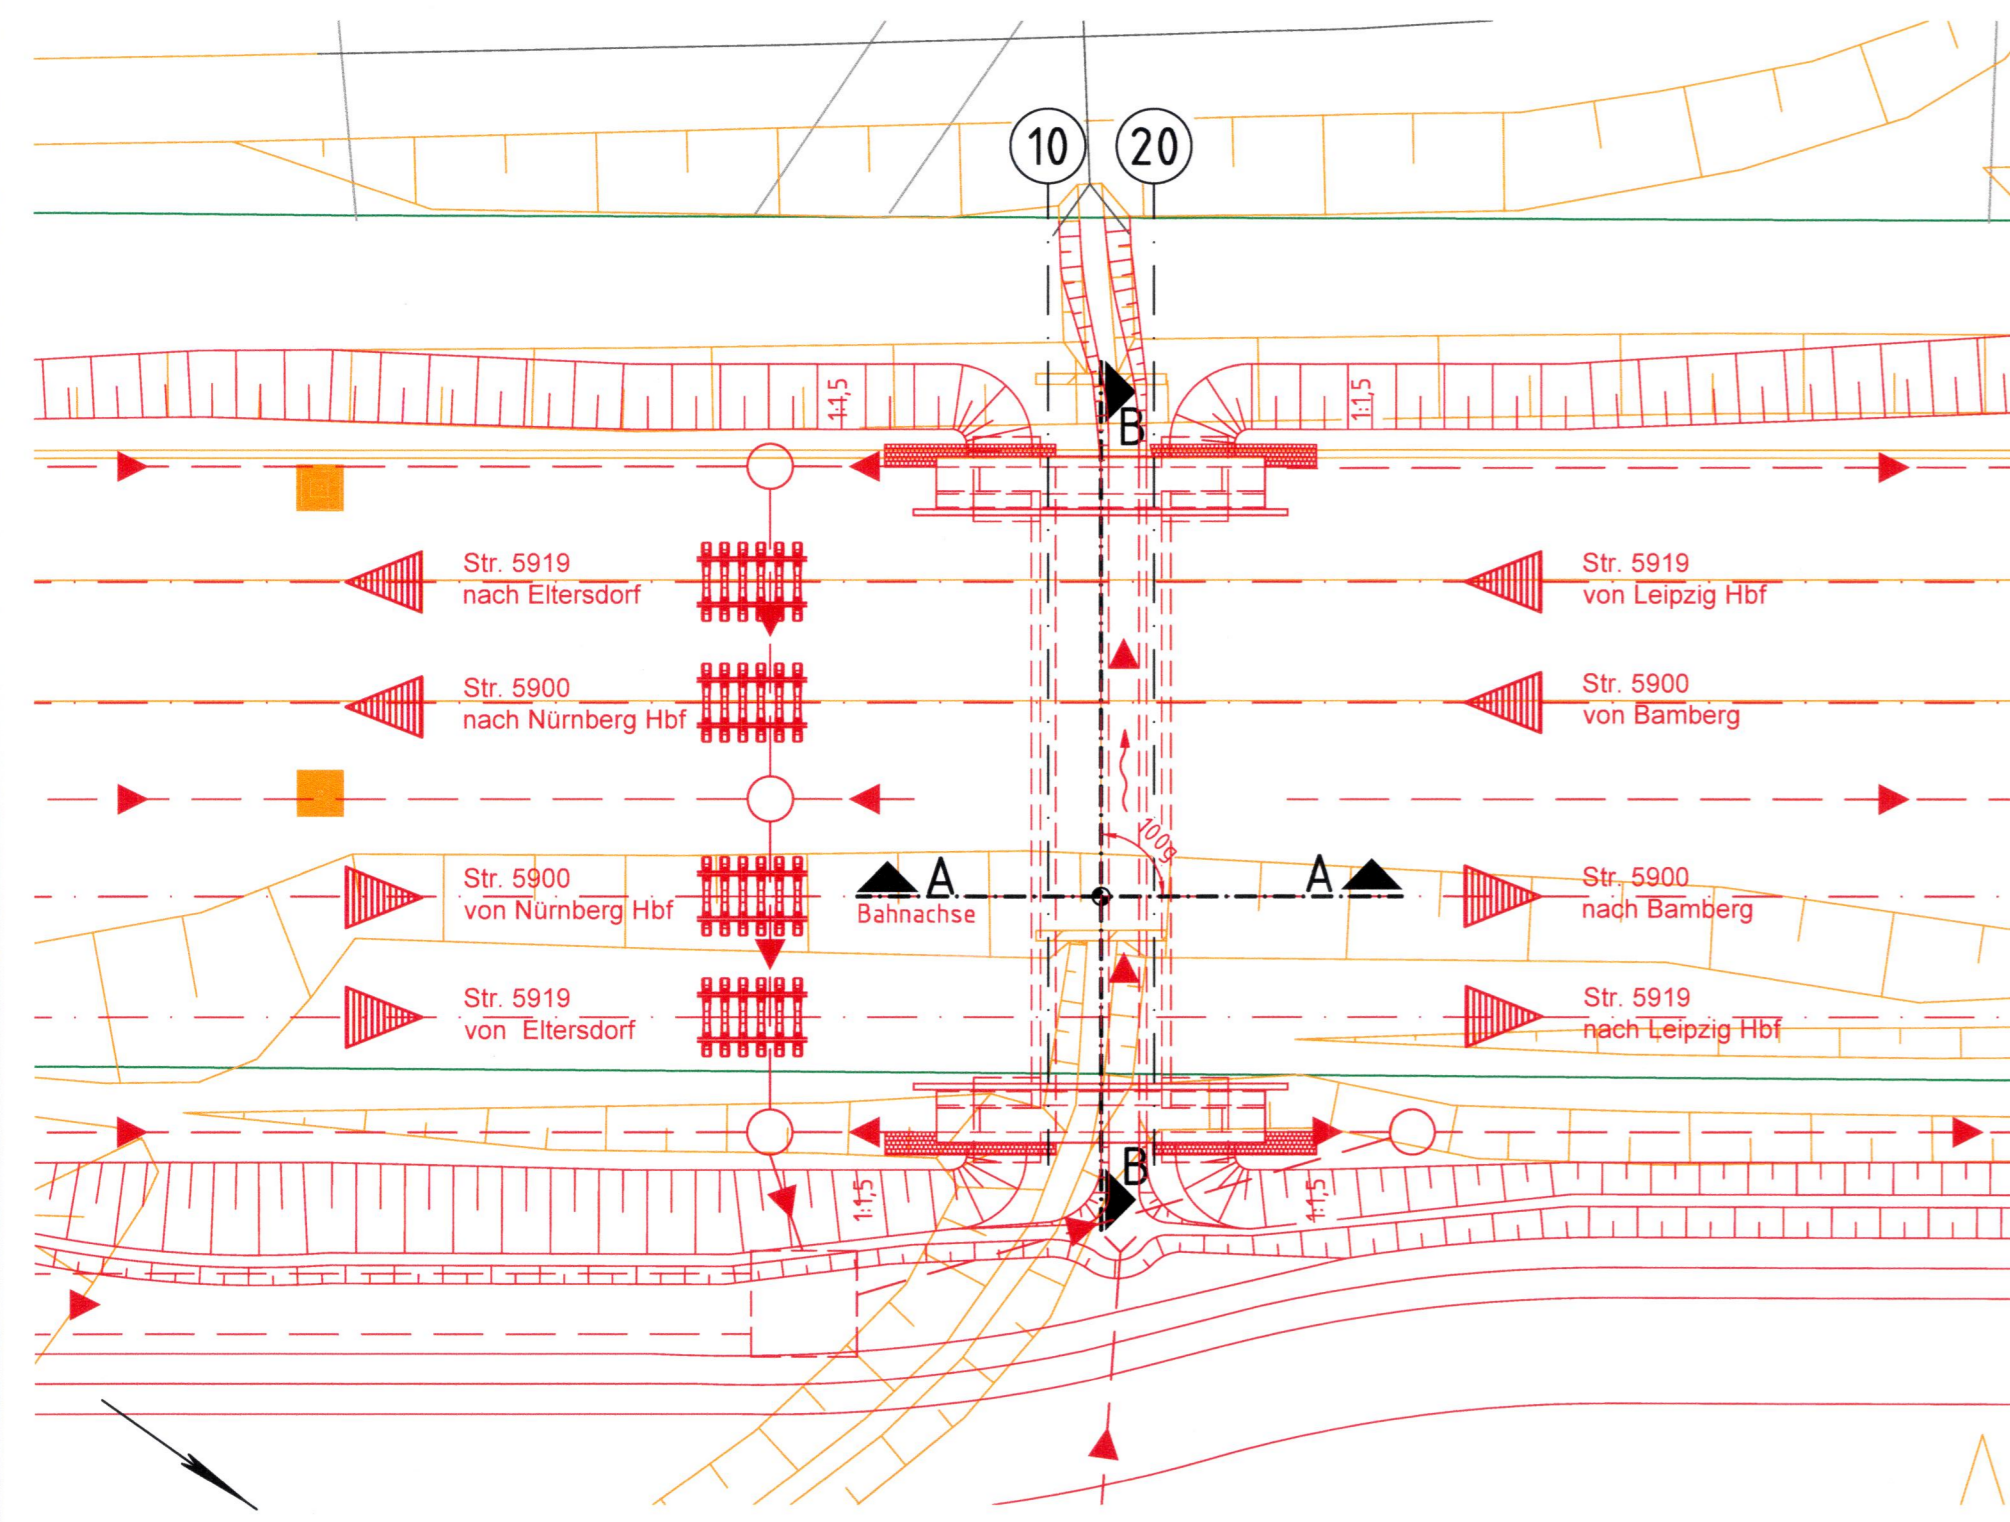 10 20
1:1,5
1:1,5
B
Str. 5919
nach Eltersdorf
Str. 5919
von Leipzig Hbf
Str. 5900
nach Nürnberg Hbf
Str. 5900
von Bamberg
100g
A
A
Bahnachse
Str. 5900
von Nürnberg Hbf
Str. 5900
nach Bamberg
Str. 5919
von Eltersdorf
Str. 5919
nach Leipzig Hbf
B
1:1,5
1:1,5